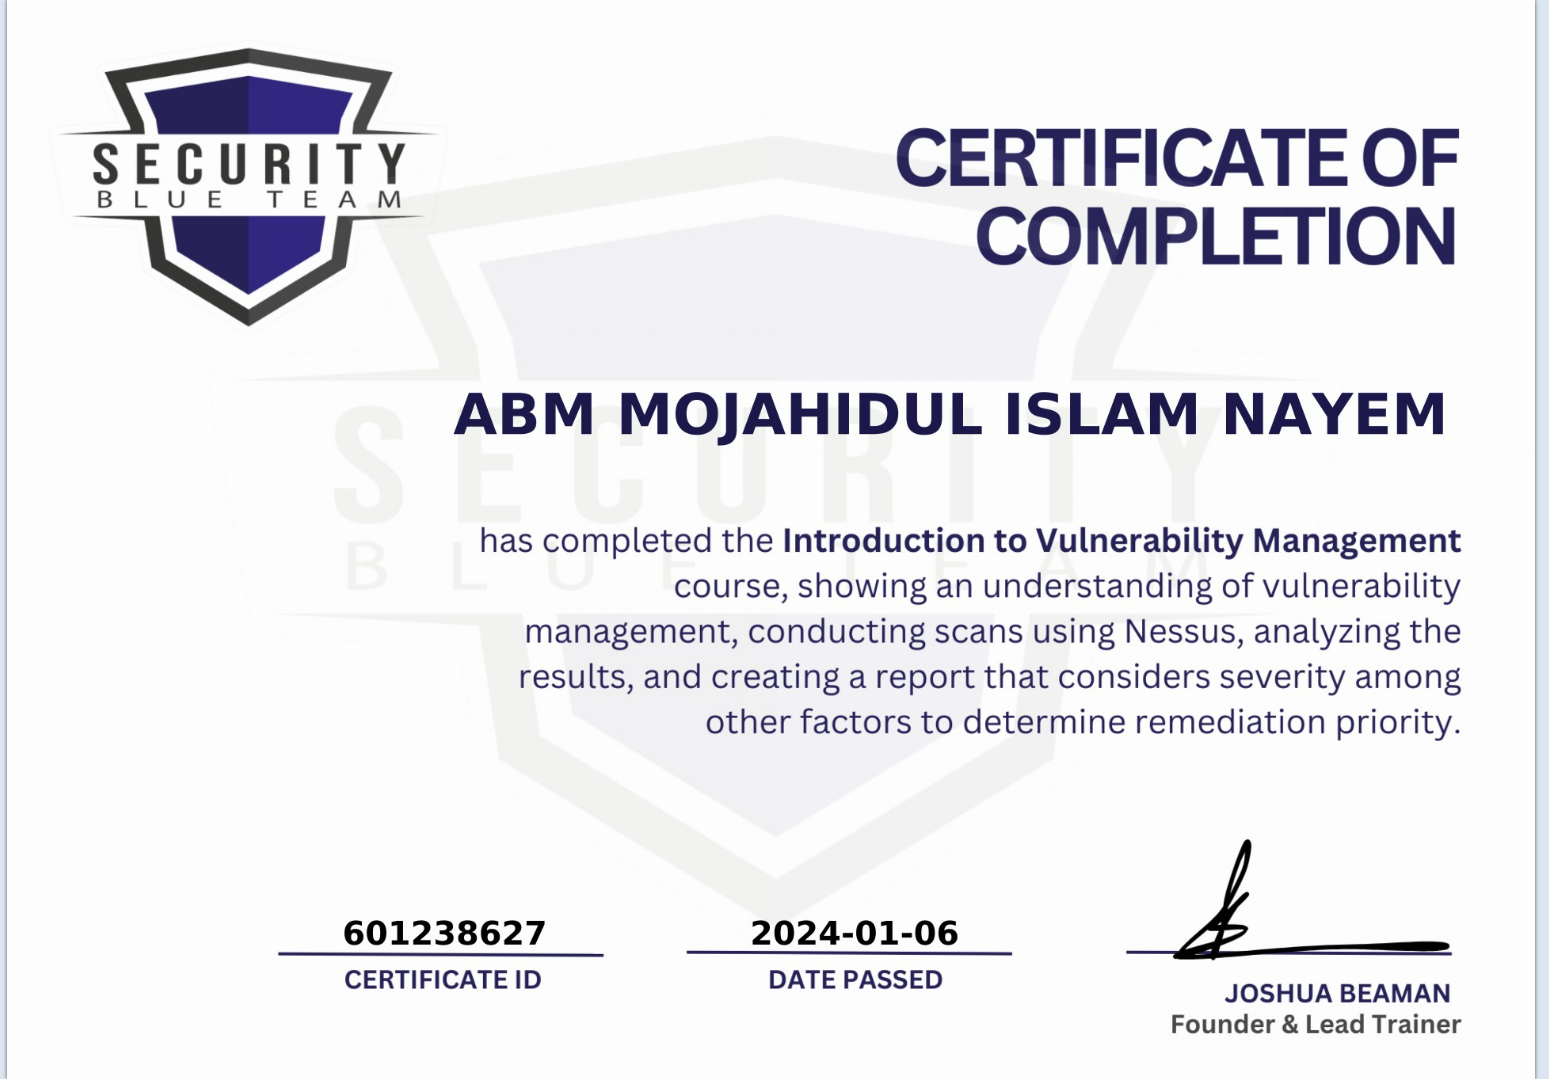 SECURITY
BLUE TEAM
CERTIFICATE OF
COMPLETION
ABM MOJAHIDUL ISLAM NAYEM
SECURITY
BLUE TEAM
has completed the Introduction to Vulnerability Management
course, showing an understanding of vulnerability
management, conducting scans using Nessus, analyzing the
results, and creating a report that considers severity among
other factors to determine remediation priority.
601238627
CERTIFICATE ID
2024-01-06
DATE PASSED
JOSHUA BEAMAN
Founder & Lead Trainer